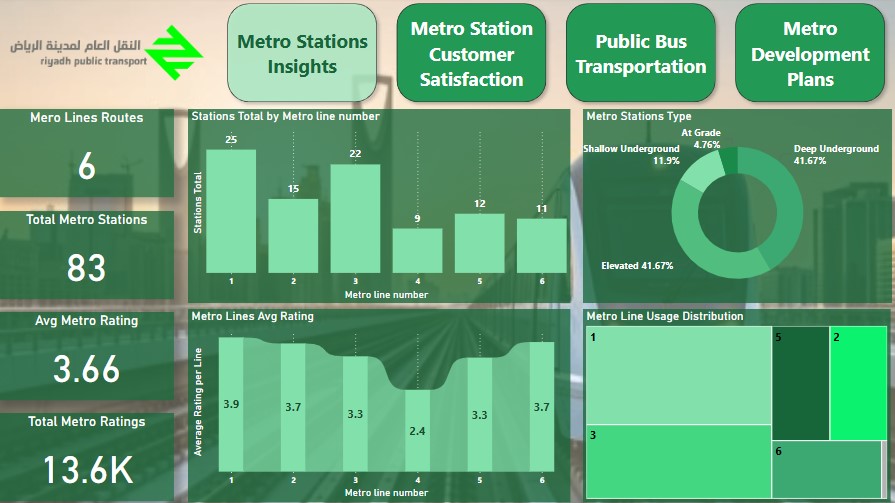 النقل العام لمدينة الرياض
riyadh public transport
Metro Stations
Insights
Metro Station
Customer
Satisfaction
Public Bus
Transportation
Metro
Development
Plans
Mero Lines Routes
6
Total Metro Stations
83
Avg Metro Rating
3.66
Total Metro Ratings
13.6K
Stations Total by Metro line number
Stations Total
25
15
22
9
12
11
1 2 3 4 5 6
Metro line number
Metro Stations Type
At Grade
4.76%
Shallow Underground
11.9%
Deep Underground
41.67%
Elevated 41.67%
Metro Lines Avg Rating
Average Rating per Line
3.9
3.7
3.3
2.4
3.3
3.7
1 2 3 4 5 6
Metro line number
Metro Line Usage Distribution
1
5
2
3
6